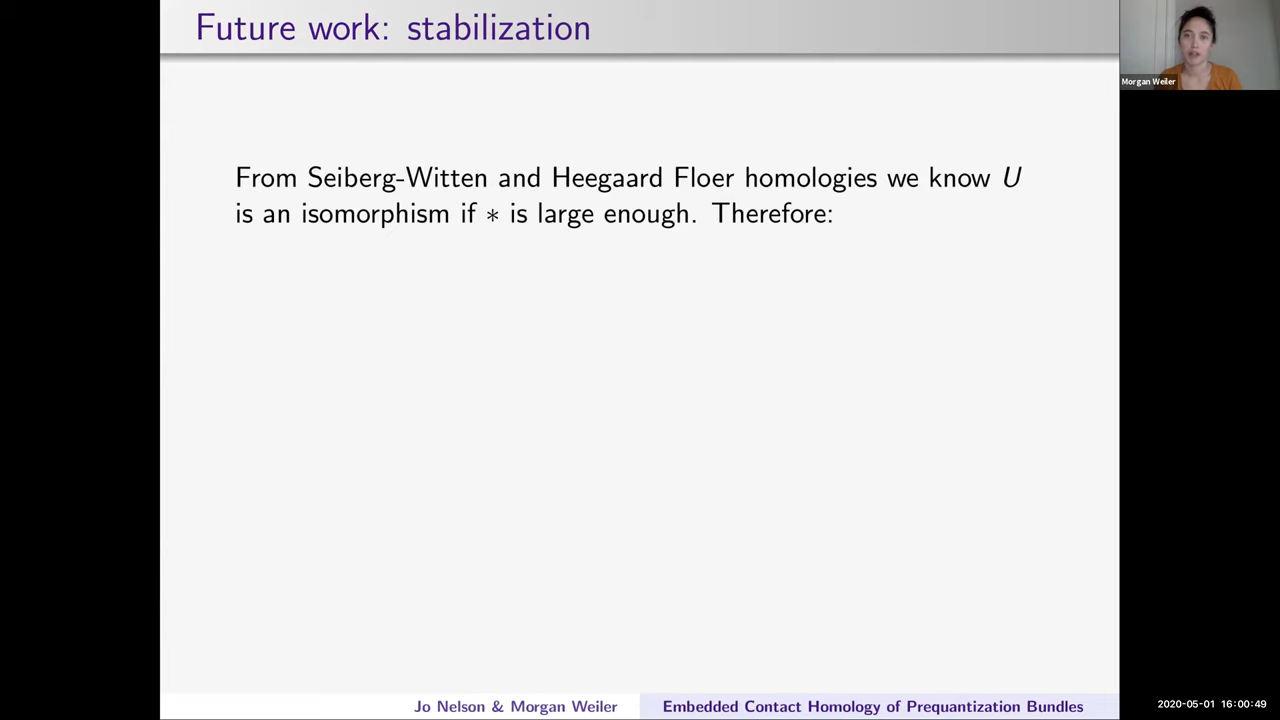 Future work: stabilization
Morgan Weiler
From Seiberg-Witten and Heegaard Floer homologies we know U
is an isomorphism if * is large enough. Therefore:
Jo Nelson & Morgan Weiler
Embedded Contact Homology of Prequantization Bundles
2020-05-01 16:00:49